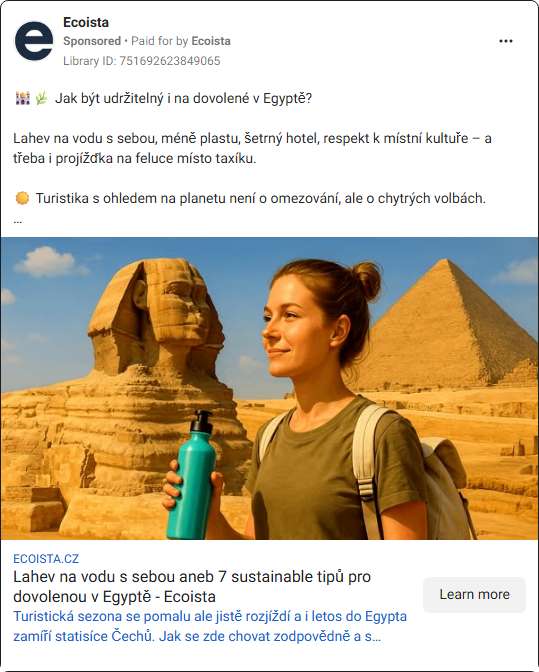 Ecoista
Sponsored • Paid for by Ecoista
Library ID: 751692623849065
Jak být udržitelný i na dovolené v Egyptě?
Lahev na vodu s sebou, méně plastu, šetrný hotel, respekt k místní kultuře – a
třeba i projížďka na feluce místo taxíku.
Turistika s ohledem na planetu není o omezování, ale o chytrých volbách.
...
ECOISTA.CZ
Lahev na vodu s sebou aneb 7 sustainable tipů pro
dovolenou v Egyptě - Ecoista
Learn more
Turistická sezona se pomalu ale jistě rozjíždí a i letos do Egypta
zamíří statisíce Čechů. Jak se zde chovat zodpovědně a s...